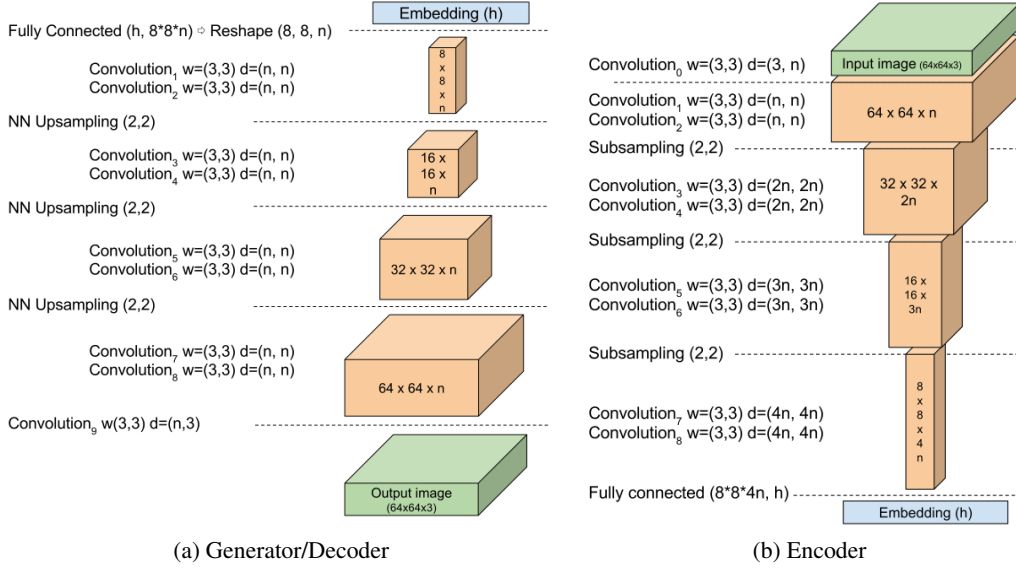 Embedding (h)
Fully Connected (h, 8*8*n) ⇨ Reshape (8, 8, n)
8
x
8
x
n
Convolution₁ w=(3,3) d=(n, n)
Convolution₂ w=(3,3) d=(n, n)
NN Upsampling (2,2)
Convolution₃ w=(3,3) d=(n, n)
Convolution₄ w=(3,3) d=(n, n)
16 x
16 x
n
NN Upsampling (2,2)
Convolution₅ w=(3,3) d=(n, n)
Convolution₆ w=(3,3) d=(n, n)
32 x 32 x n
NN Upsampling (2,2)
Convolution₇ w=(3,3) d=(n, n)
Convolution₈ w=(3,3) d=(n, n)
64 x 64 x n
Convolution₉ w(3,3) d=(n,3)
Output image
(64x64x3)
(a) Generator/Decoder
Input image (64x64x3)
Convolution₀ w=(3,3) d=(3, n)
Convolution₁ w=(3,3) d=(n, n)
Convolution₂ w=(3,3) d=(n, n)
64 x 64 x n
Subsampling (2,2)
Convolution₃ w=(3,3) d=(2n, 2n)
Convolution₄ w=(3,3) d=(2n, 2n)
32 x 32 x
2n
Subsampling (2,2)
Convolution₅ w=(3,3) d=(3n, 3n)
Convolution₆ w=(3,3) d=(3n, 3n)
16 x
16 x
3n
Subsampling (2,2)
Convolution₇ w=(3,3) d=(4n, 4n)
Convolution₈ w=(3,3) d=(4n, 4n)
8
x
8
x
4
n
Fully connected (8*8*4n, h)
Embedding (h)
(b) Encoder